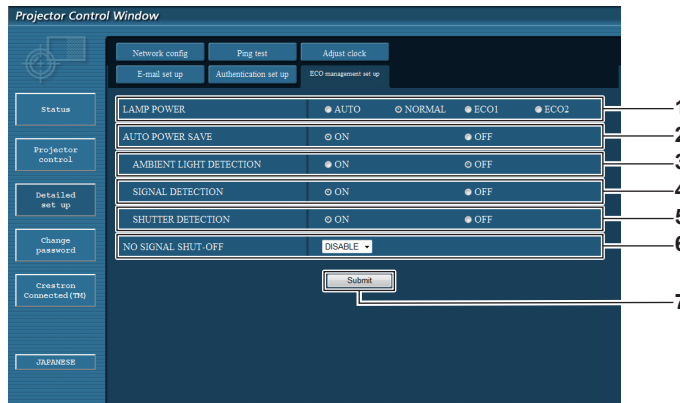 Projector Control Window
Network config Ping test Adjust clock
E-mail set up Authentication set up ECO management set up
Status
Projector control
Detailed set up
Change password
Crestron Connected(TM)
JAPANESE
LAMP POWER AUTO NORMAL ECO1 ECO2 1
AUTO POWER SAVE ON OFF 2
AMBIENT LIGHT DETECTION ON OFF 3
SIGNAL DETECTION ON OFF 4
SHUTTER DETECTION ON OFF 5
NO SIGNAL SHUT-OFF DISABLE 6
Submit 7